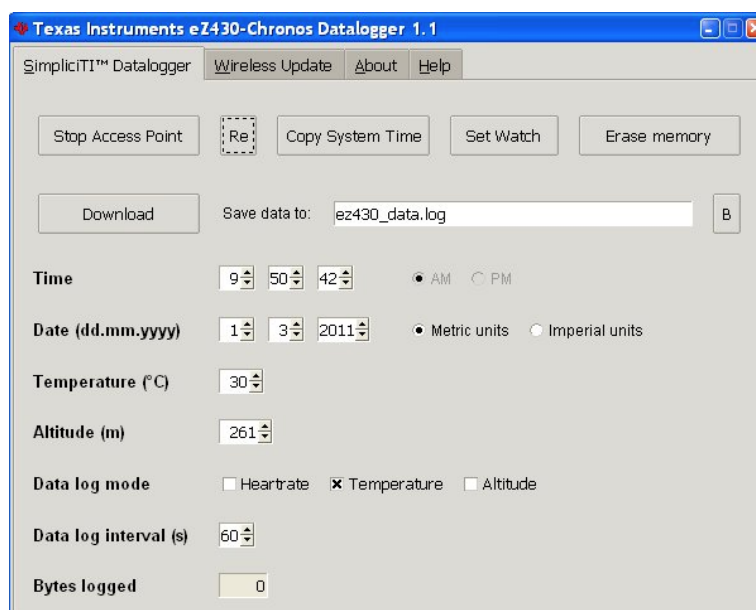 Texas Instruments eZ430-Chronos Datalogger 1.1
SimpliciTI™ Datalogger Wireless Update About Help
Stop Access Point Re Copy System Time Set Watch Erase memory
Download Save data to: ez430_data.log B
Time 9 50 42 AM PM
Date (dd.mm.yyyy) 1 3 2011 Metric units Imperial units
Temperature (°C) 30
Altitude (m) 261
Data log mode Heartrate Temperature Altitude
Data log interval (s) 60
Bytes logged 0